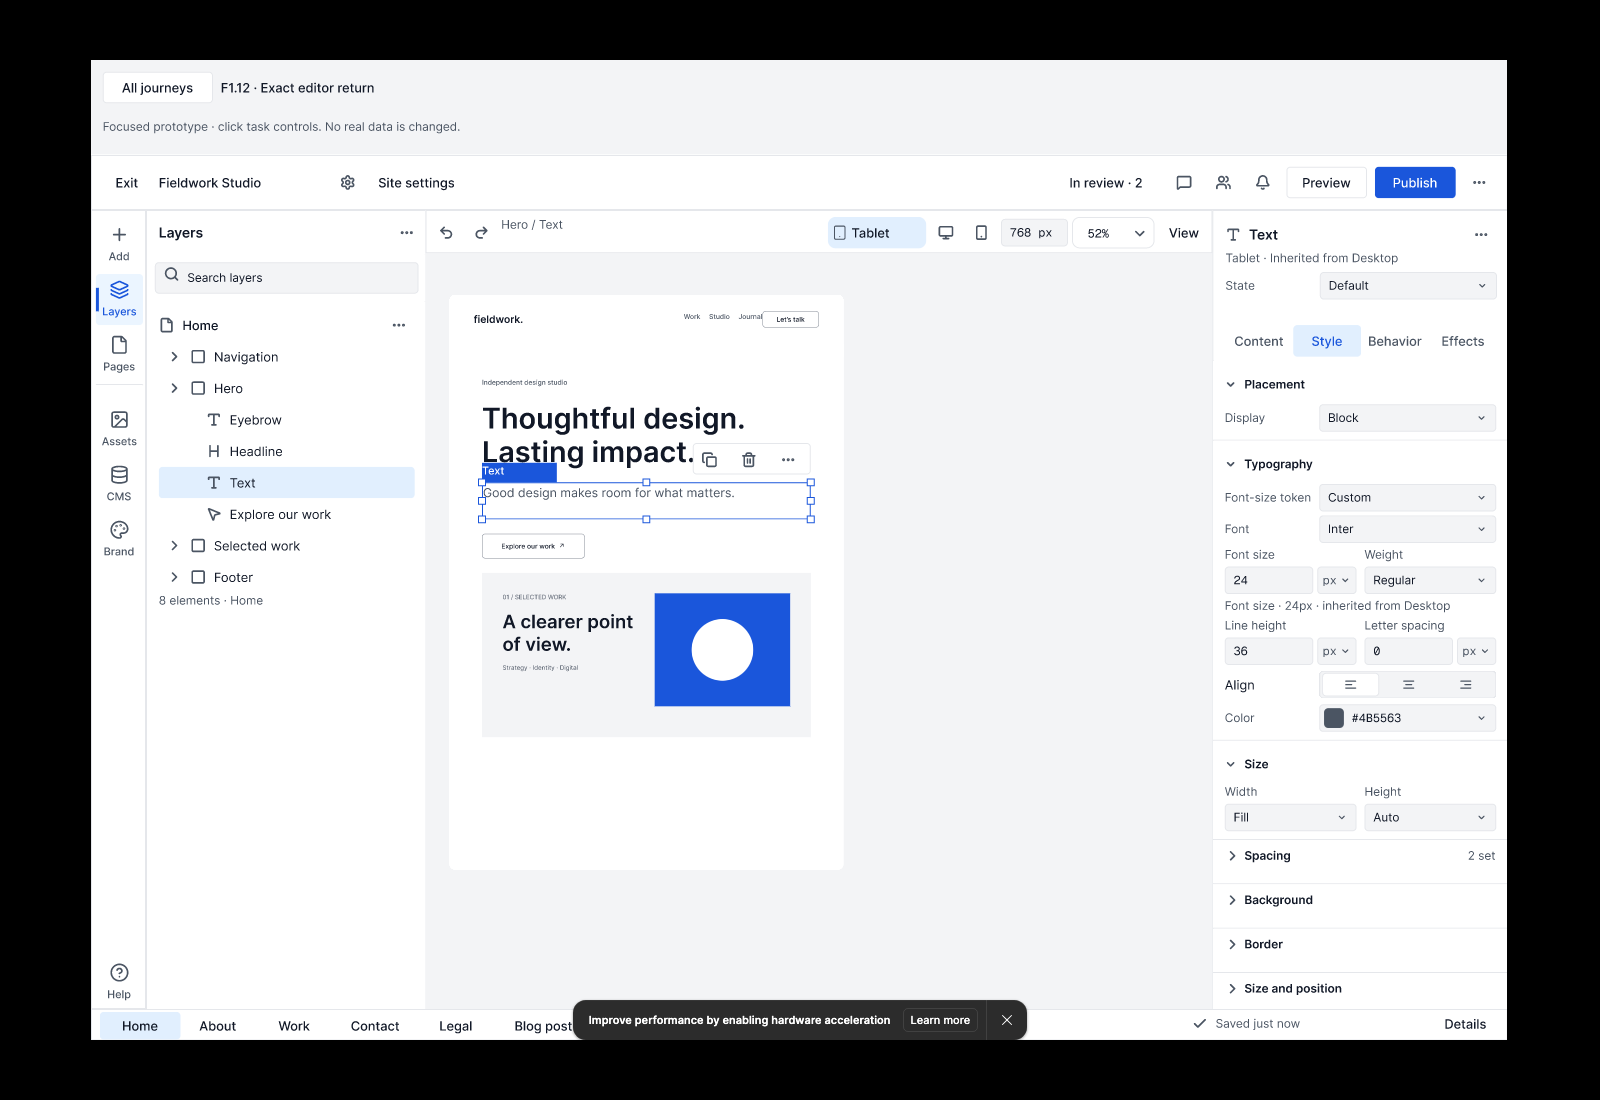 All journeys
F1.12 · Exact editor return
Focused prototype · click task controls. No real data is changed.
Exit
Fieldwork Studio
Site settings
In review · 2
Preview
Publish
Add
Layers
Pages
Assets
CMS
Brand
Help
Layers
Search layers
Home
Navigation
Hero
Eyebrow
Headline
Text
Explore our work
Selected work
Footer
8 elements · Home
Hero / Text
Tablet
768 px
52%
View
fieldwork.
Work
Studio
Journal
Let's talk
Independent design studio
Thoughtful design.
Lasting impact.
Text
Good design makes room for what matters.
Explore our work ↗
01 / SELECTED WORK
A clearer point
of view.
Strategy · Identity · Digital
Text
Tablet · Inherited from Desktop
State
Default
Content
Style
Behavior
Effects
Placement
Display
Block
Typography
Font-size token
Custom
Font
Inter
Font size
Weight
24
px
Regular
Font size · 24px · inherited from Desktop
Line height
Letter spacing
36
px
0
px
Align
Color
#4B5563
Size
Width
Height
Fill
Auto
Spacing
2 set
Background
Border
Size and position
Home
About
Work
Contact
Legal
Blog post
Improve performance by enabling hardware acceleration
Learn more
Saved just now
Details